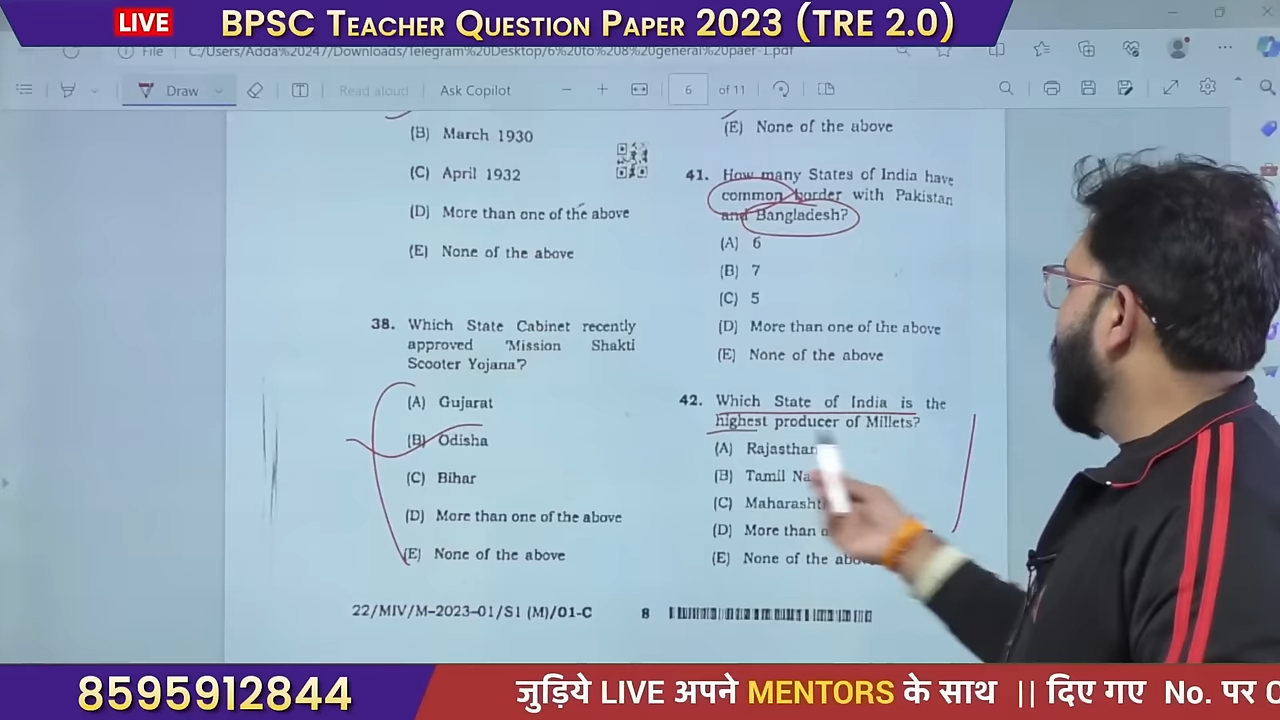 LIVE BPSC TEACHER QUESTION PAPER 2023 (TRE 2.0)
File C:/Users/Adda%20247/Downloads/Telegram%20Desktop/6%20to%208%20general%20paer-1.pdf
Draw Read aloud Ask Copilot 6 of 11
(B) March 1930
(C) April 1932
(D) More than one of the above
(E) None of the above
38. Which State Cabinet recently
approved 'Mission Shakti
Scooter Yojana'?
(A) Gujarat
(B) Odisha
(C) Bihar
(D) More than one of the above
(E) None of the above
(E) None of the above
41. How many States of India have
common border with Pakistan
and Bangladesh?
(A) 6
(B) 7
(C) 5
(D) More than one of the above
(E) None of the above
42. Which State of India is the
highest producer of Millets?
(A) Rajasthan
(B) Tamil
(C)
(D) More than
(E) None of the
22/MIV/M-2023-01/S1 (M)/01-C 8
8595912844 जुड़िये LIVE अपने MENTORS के साथ || दिए गए No. पर